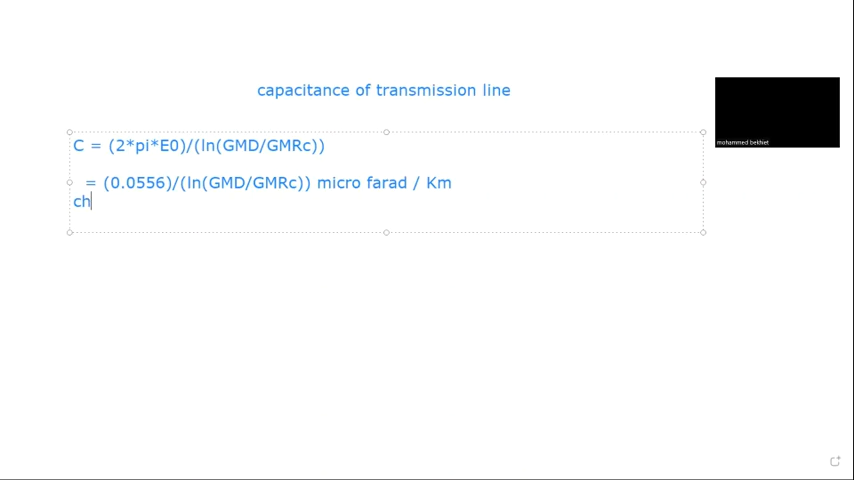 capacitance of transmission line
C = (2*pi*E0)/(ln(GMD/GMRc))
= (0.0556)/(ln(GMD/GMRc)) micro farad / Km
ch
mohammed bekhet